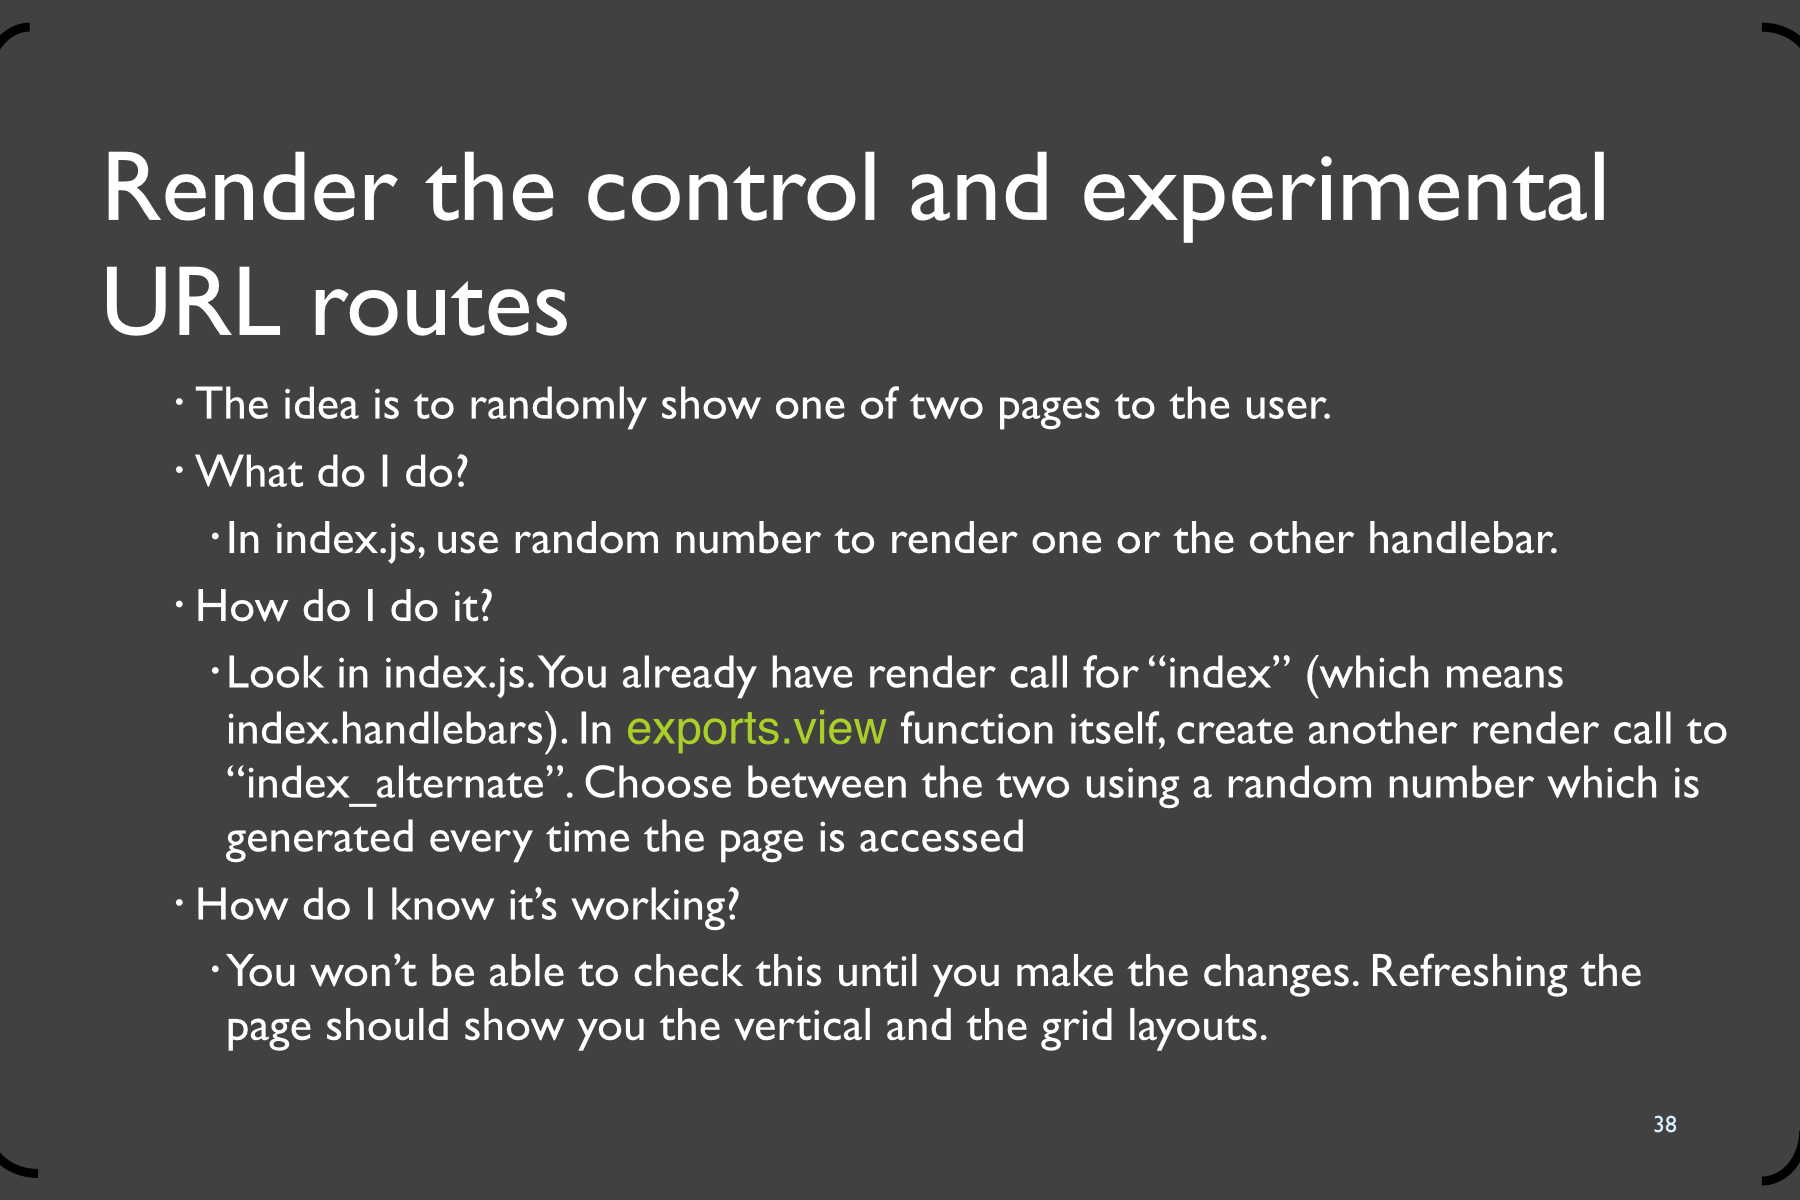 Render the control and experimental
URL routes
• The idea is to randomly show one of two pages to the user.
• What do I do?
• In index.js, use random number to render one or the other handlebar.
• How do I do it?
• Look in index.js. You already have render call for “index” (which means
index.handlebars). In exports.view function itself, create another render call to
“index_alternate”. Choose between the two using a random number which is
generated every time the page is accessed
• How do I know it’s working?
• You won’t be able to check this until you make the changes. Refreshing the
page should show you the vertical and the grid layouts.
38